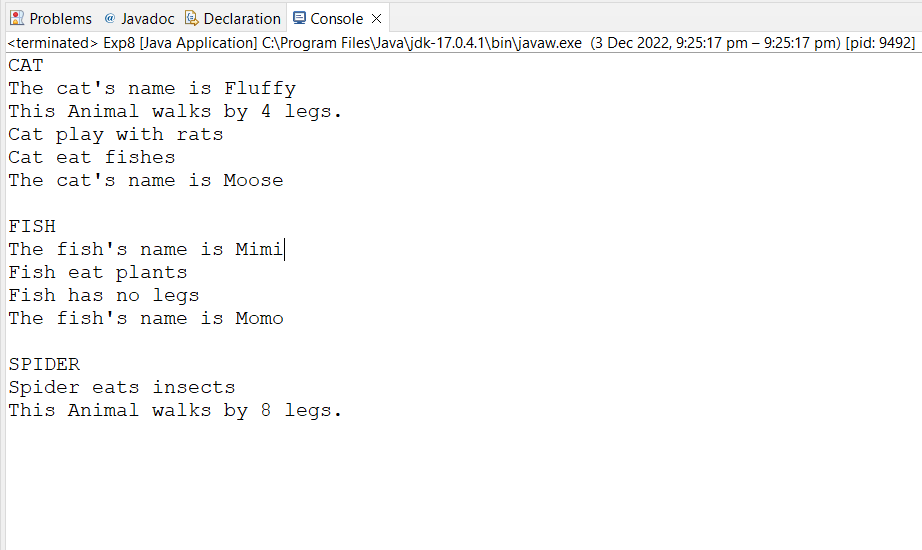 Problems @ Javadoc Declaration Console
<terminated> Exp8 [Java Application] C:\Program Files\Java\jdk-17.0.4.1\bin\javaw.exe (3 Dec 2022, 9:25:17 pm – 9:25:17 pm) [pid: 9492]
CAT
The cat's name is Fluffy
This Animal walks by 4 legs.
Cat play with rats
Cat eat fishes
The cat's name is Moose
FISH
The fish's name is Mimi
Fish eat plants
Fish has no legs
The fish's name is Momo
SPIDER
Spider eats insects
This Animal walks by 8 legs.